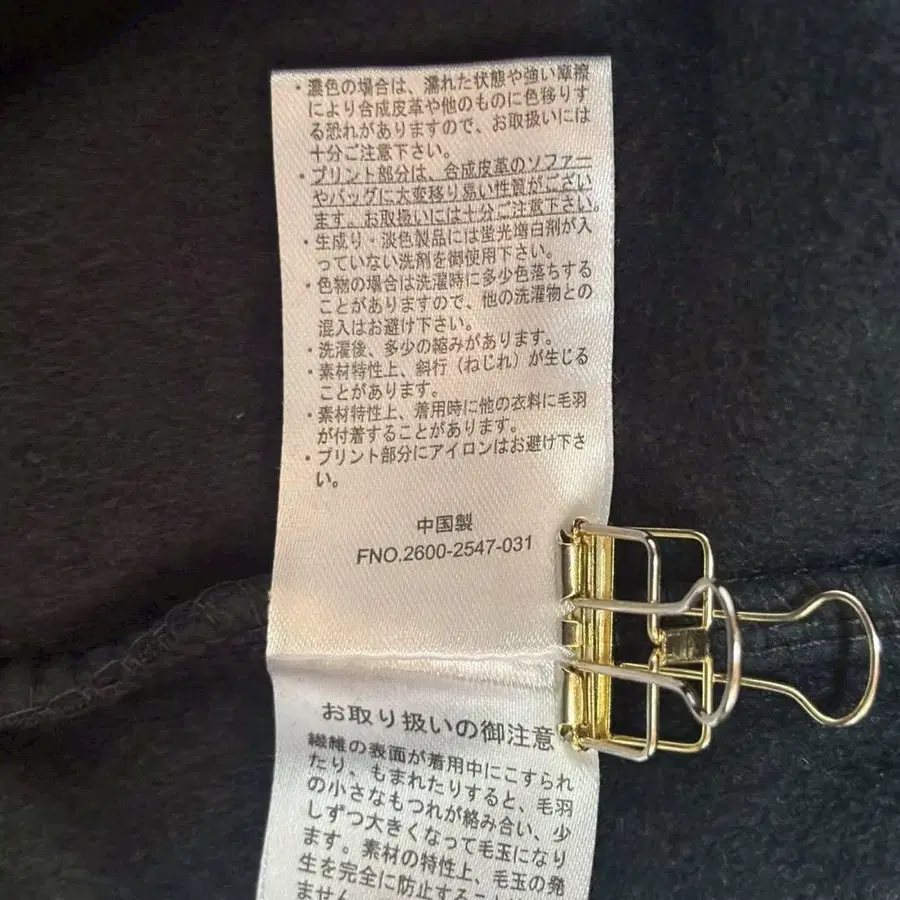 ・濃色の場合は、濡れた状態や強い摩擦
により合成皮革や他のものに色移りす
る恐れがありますので、お取扱いには
十分ご注意下さい。
・プリント部分は、合成皮革のソファー
やバッグに大変移り易い性質がござい
ます。お取扱いには十分ご注意下さい。
・生成り・淡色製品には蛍光増白剤が入
っていない洗剤を御使用下さい。
・色物の場合は洗濯時に多少色落ちする
ことがありますので、他の洗濯物との
混入はお避け下さい。
・洗濯後、多少の縮みがあります。
・素材特性上、斜行（ねじれ）が生じる
ことがあります。
・素材特性上、着用時に他の衣料に毛羽
が付着することがあります。
・プリント部分にアイロンはお避け下さ
い。
中国製
FNO.2600-2547-031
お取り扱いの御注意
繊維の表面が着用中にこすられ
たり、もまれたりすると、毛羽
の小さなもつれが絡み合い、少
しずつ大きくなって毛玉になり
ます。素材の特性上、毛玉の発
生を完全に防止することは
ません